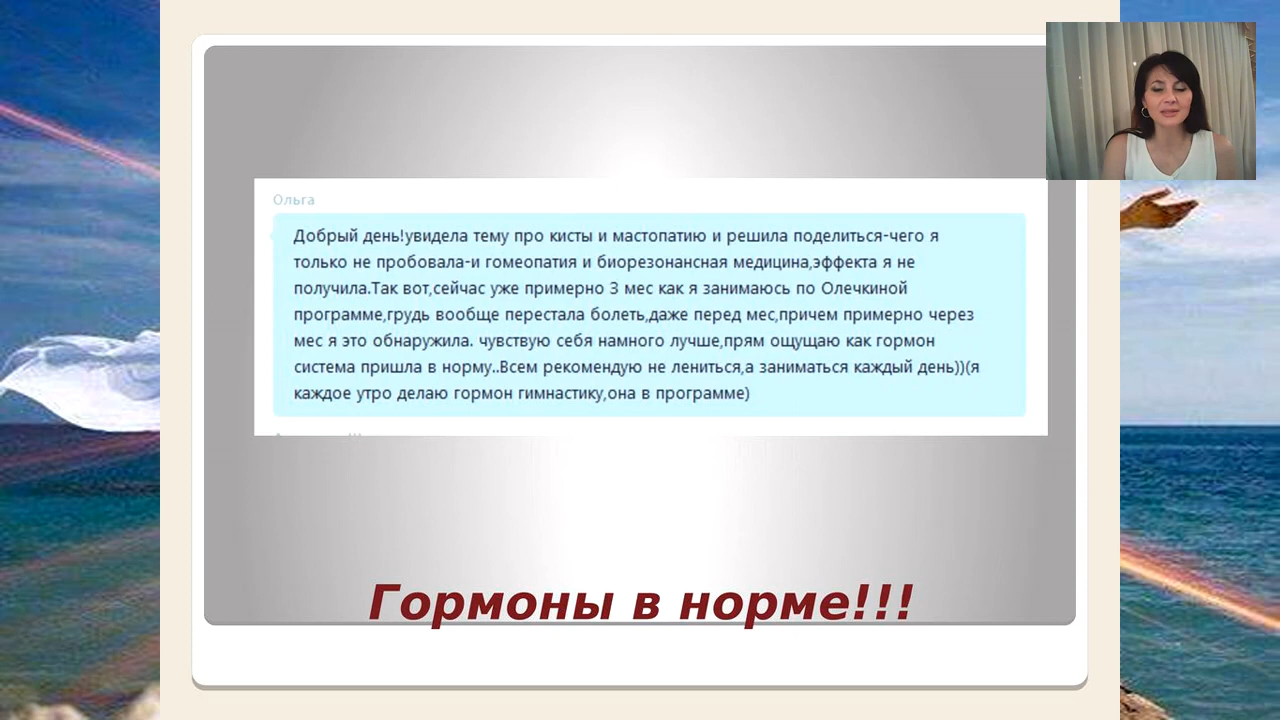 Ольга
Добрый день!увидела тему про кисты и мастопатию и решила поделиться-чего я
только не пробовала-и гомеопатия и биорезонансная медицина,эффекта я не
получила.Так вот,сейчас уже примерно 3 мес как я занимаюсь по Олечкиной
программе,грудь вообще перестала болеть,даже перед мес,причем примерно через
мес я это обнаружила. чувствую себя намного лучше,прям ощущаю как гормон
система пришла в норму..Всем рекомендую не лениться,а заниматься каждый день))(я
каждое утро делаю гормон гимнастику,она в программе)
Гормоны в норме!!!